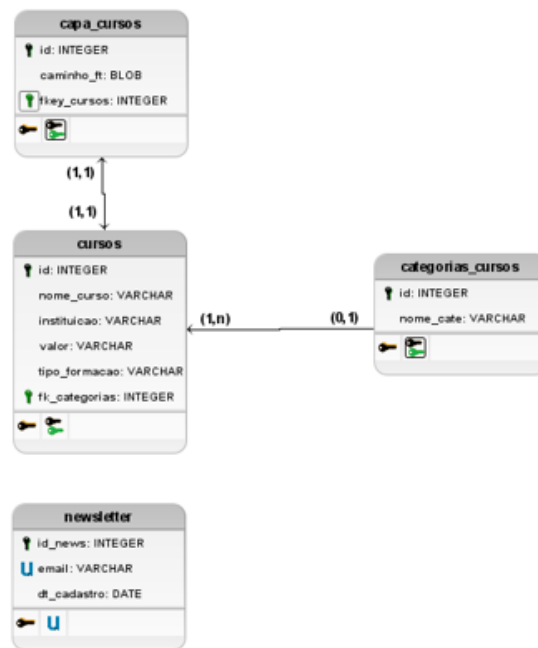 capa_cursos
id: INTEGER
caminho_ft: BLOB
fkey_cursos: INTEGER
(1,1)
(1,1)
cursos
id: INTEGER
nome_curso: VARCHAR
instituicao: VARCHAR
valor: VARCHAR
tipo_formacao: VARCHAR
fk_categorias: INTEGER
(1,n)
(0,1)
categorias_cursos
id: INTEGER
nome_cate: VARCHAR
newsletter
id_news: INTEGER
U email: VARCHAR
dt_cadastro: DATE
U